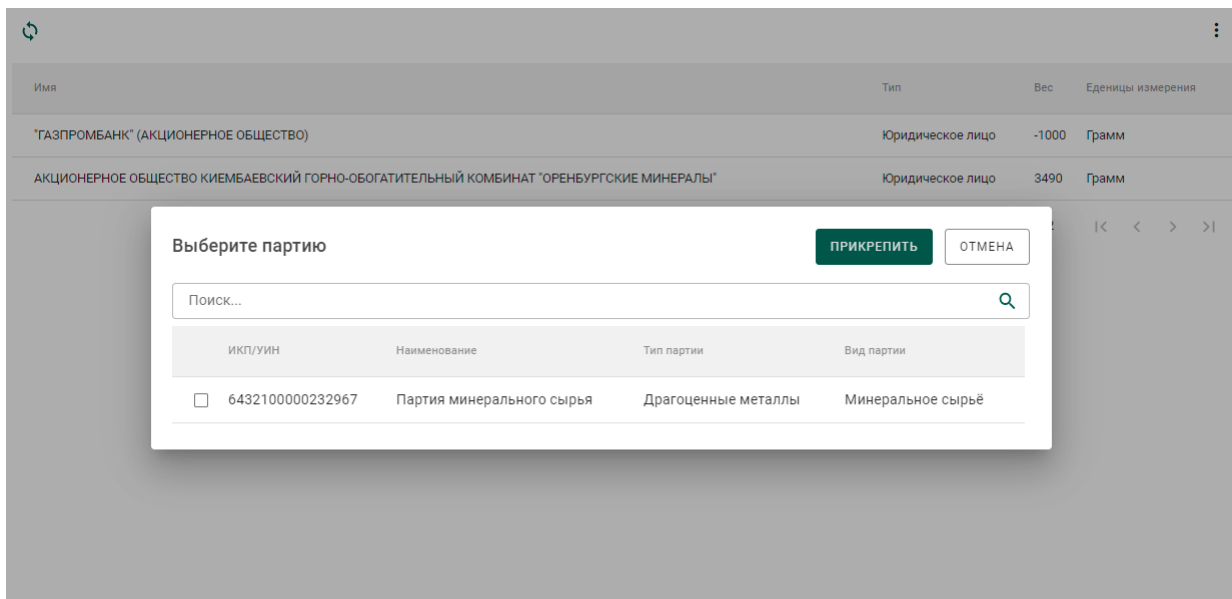 Имя Тип Вес Еденицы измерения
"ГАЗПРОМБАНК" (АКЦИОНЕРНОЕ ОБЩЕСТВО) Юридическое лицо -1000 Грамм
АКЦИОНЕРНОЕ ОБЩЕСТВО КИЕМБАЕВСКИЙ ГОРНО-ОБОГАТИТЕЛЬНЫЙ КОМБИНАТ "ОРЕНБУРГСКИЕ МИНЕРАЛЫ" Юридическое лицо 3490 Грамм
Выберите партию ПРИКРЕПИТЬ ОТМЕНА
Поиск...
ИКП/УИН Наименование Тип партии Вид партии
6432100000232967 Партия минерального сырья Драгоценные металлы Минеральное сырьё